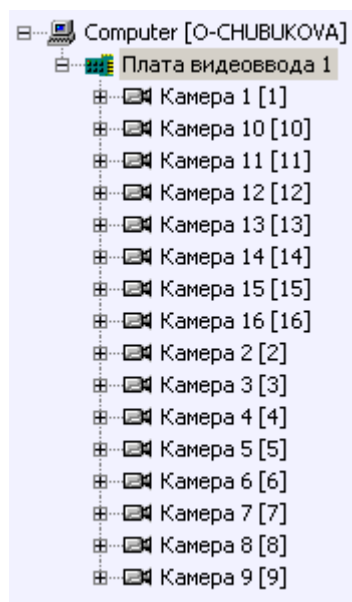 Computer [O-CHUBUKOVA]
Плата видеоввода 1
Камера 1 [1]
Камера 10 [10]
Камера 11 [11]
Камера 12 [12]
Камера 13 [13]
Камера 14 [14]
Камера 15 [15]
Камера 16 [16]
Камера 2 [2]
Камера 3 [3]
Камера 4 [4]
Камера 5 [5]
Камера 6 [6]
Камера 7 [7]
Камера 8 [8]
Камера 9 [9]